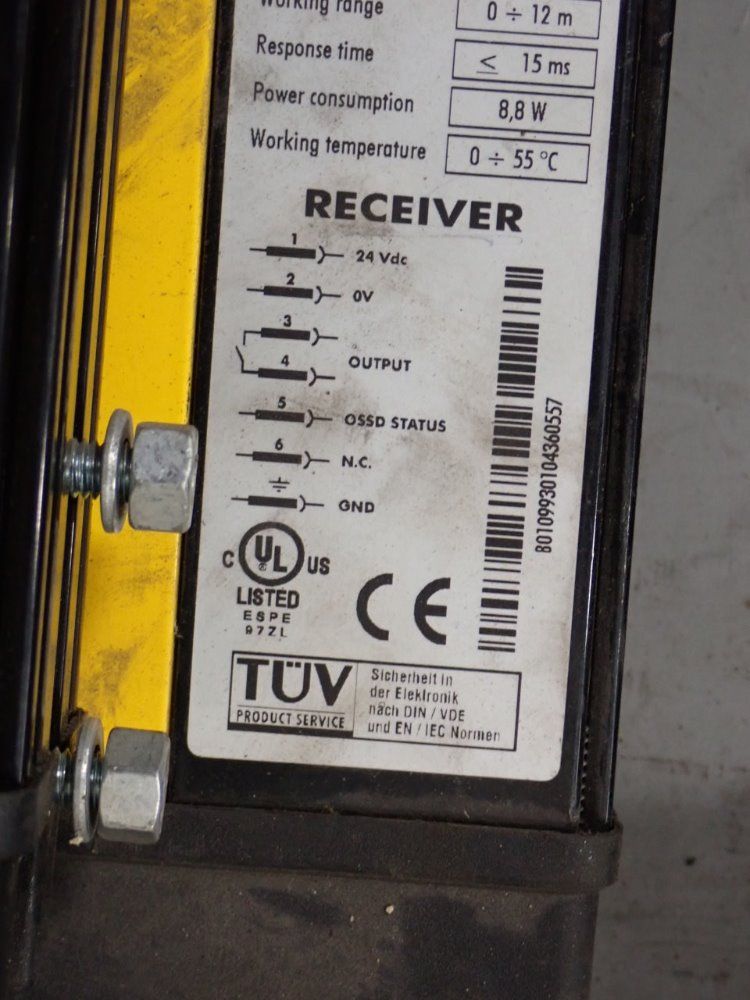 Working range 0 ÷ 12 m
Response time ≤ 15 ms
Power consumption 8,8 W
Working temperature 0 ÷ 55 °C
RECEIVER
1 24 Vdc
2 0V
3
4 OUTPUT
5 OSSD STATUS
6 N.C.
GND
B0109930104360557
C UL US
LISTED
ESPE
97ZL
CE
TÜV
PRODUCT SERVICE
Sicherheit in
der Elektronik
nach DIN / VDE
und EN / IEC Normen